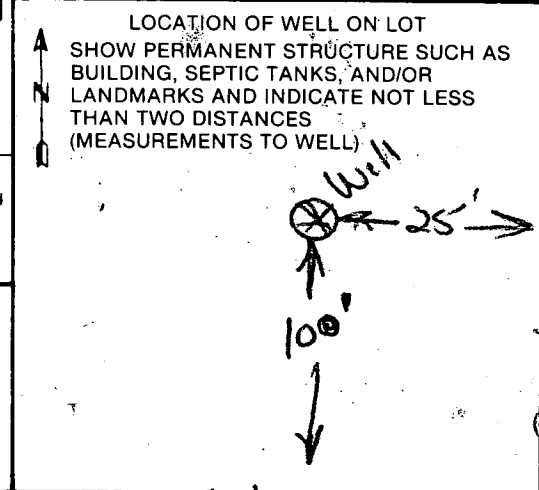 LOCATION OF WELL ON LOT
SHOW PERMANENT STRUCTURE SUCH AS
BUILDING, SEPTIC TANKS, AND/OR
N LANDMARKS AND INDICATE NOT LESS
THAN TWO DISTANCES
(MEASUREMENTS TO WELL)
Well
25'
100'